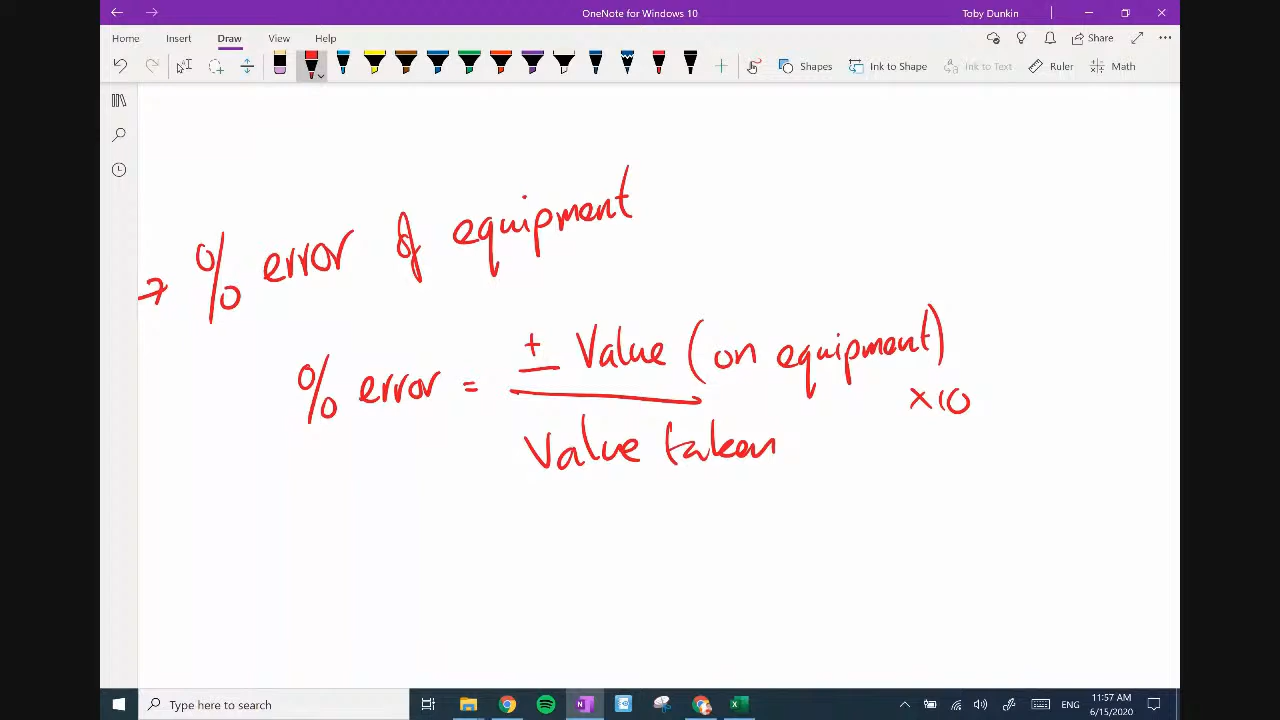 OneNote for Windows 10
Toby Dunkin
Home Insert Draw View Help
Share
Shapes Ink to Shape Ink to Text Ruler Math
→ % error of equipment
% error = ± Value (on equipment)
×10
Value taken
Type here to search
ENG
11:57 AM
6/15/2020